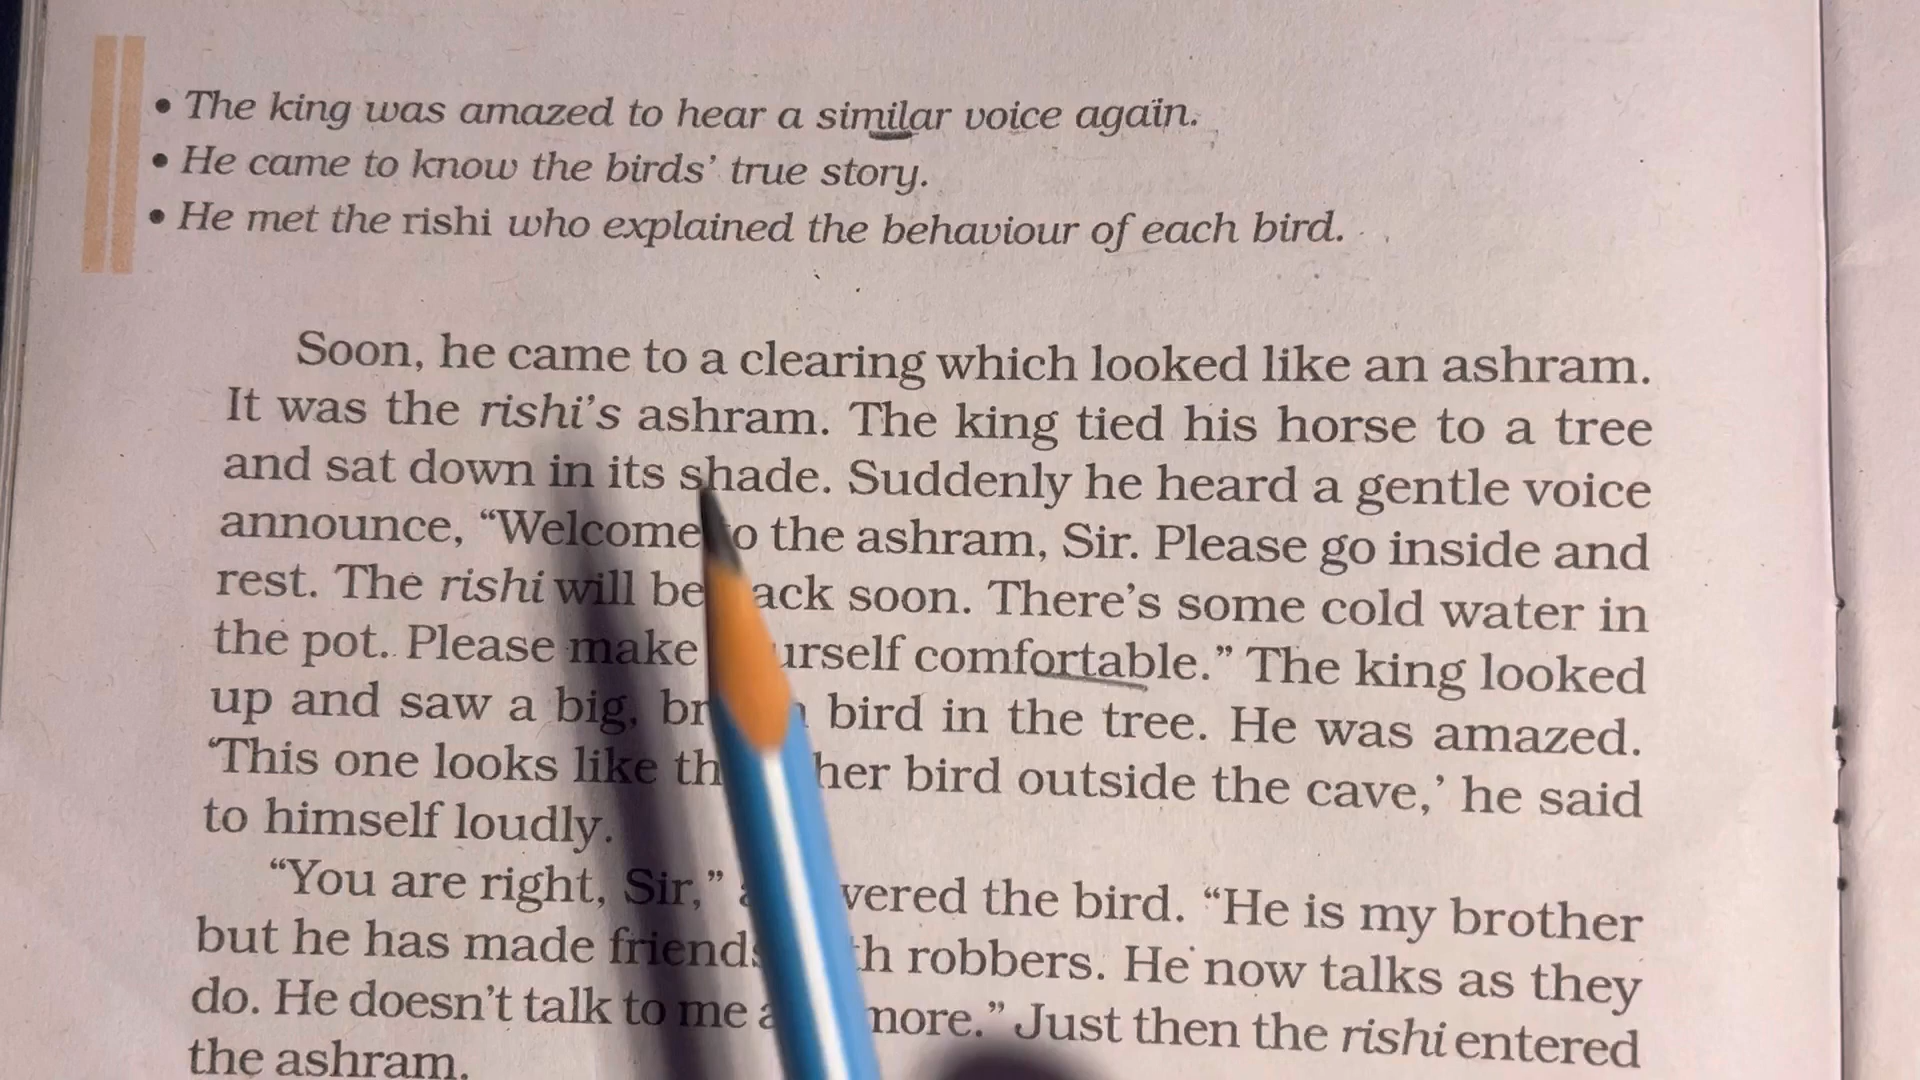 • The king was amazed to hear a similar voice again.
• He came to know the birds' true story.
• He met the rishi who explained the behaviour of each bird.
Soon, he came to a clearing which looked like an ashram.
It was the rishi's ashram. The king tied his horse to a tree
and sat down in its shade. Suddenly he heard a gentle voice
announce, “Welcome to the ashram, Sir. Please go inside and
rest. The rishi will be back soon. There's some cold water in
the pot. Please make yourself comfortable.” The king looked
up and saw a big, brown bird in the tree. He was amazed.
‘This one looks like the other bird outside the cave,’ he said
to himself loudly.
“You are right, Sir,” answered the bird. “He is my brother
but he has made friends with robbers. He now talks as they
do. He doesn't talk to me any more.” Just then the rishi entered
the ashram.